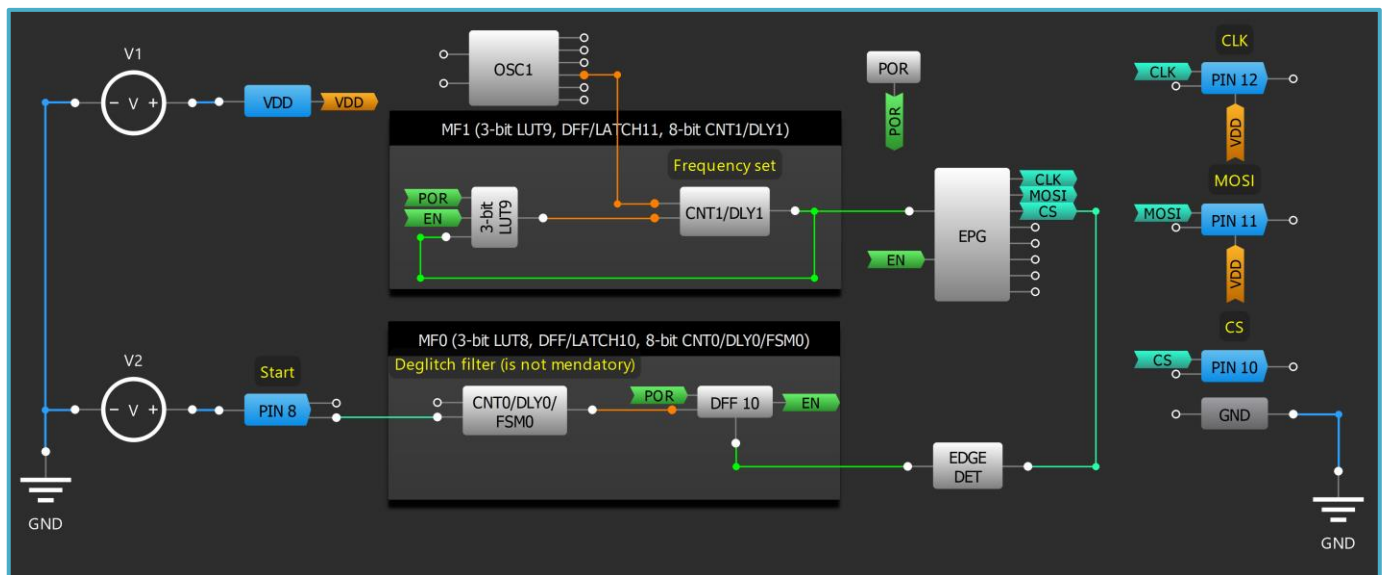 V1
– V +
VDD
VDD
OSC1
POR
POR
CLK
CLK
PIN 12
VDD
MF1 (3-bit LUT9, DFF/LATCH11, 8-bit CNT1/DLY1)
Frequency set
POR
EN
3-bit
LUT9
CNT1/DLY1
EPG
CLK
MOSI
CS
EN
MOSI
MOSI
PIN 11
VDD
V2
– V +
Start
PIN 8
MF0 (3-bit LUT8, DFF/LATCH10, 8-bit CNT0/DLY0/FSM0)
Deglitch filter (is not mendatory)
CNT0/DLY0/
FSM0
POR
DFF 10
EN
EDGE
DET
CS
CS
PIN 10
GND
GND
GND